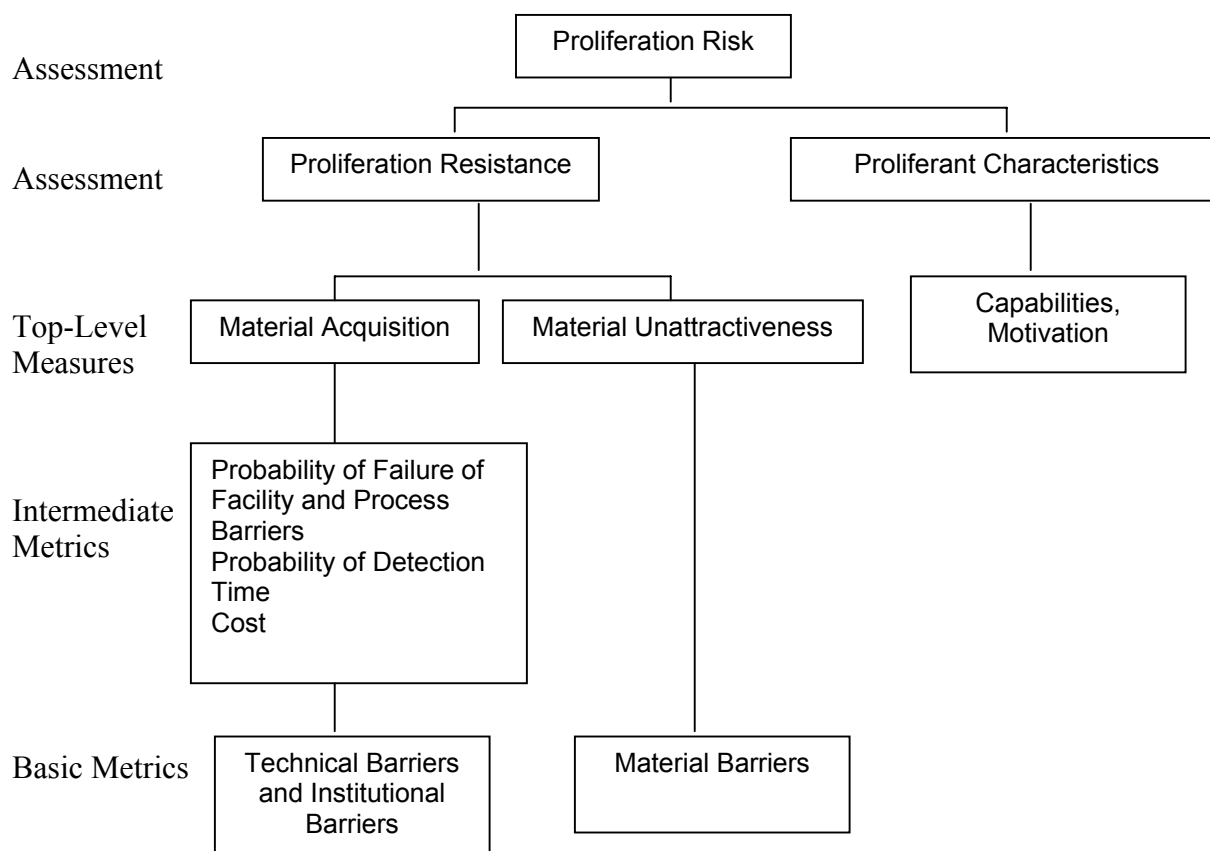 Proliferation Risk
Assessment
Proliferation Resistance
Proliferant Characteristics
Assessment
Capabilities,
Motivation
Material Acquisition
Material Unattractiveness
Top-Level
Measures
Probability of Failure of
Facility and Process
Barriers
Probability of Detection
Time
Cost
Intermediate
Metrics
Basic Metrics
Technical Barriers
and Institutional
Barriers
Material Barriers